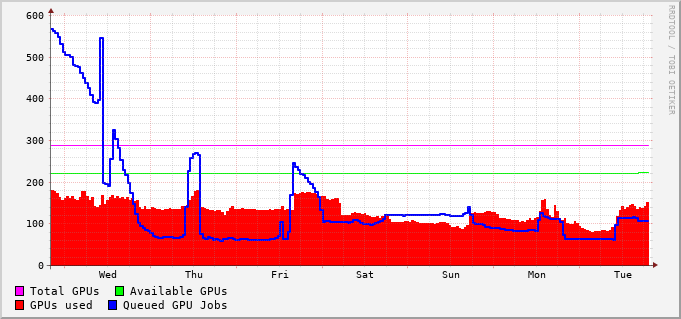 600
500
400
300
200
100
0
Wed Thu Fri Sat Sun Mon Tue
Total GPUs Available GPUs
GPUs used Queued GPU Jobs
RRDTOOL / TOBI OETIKER